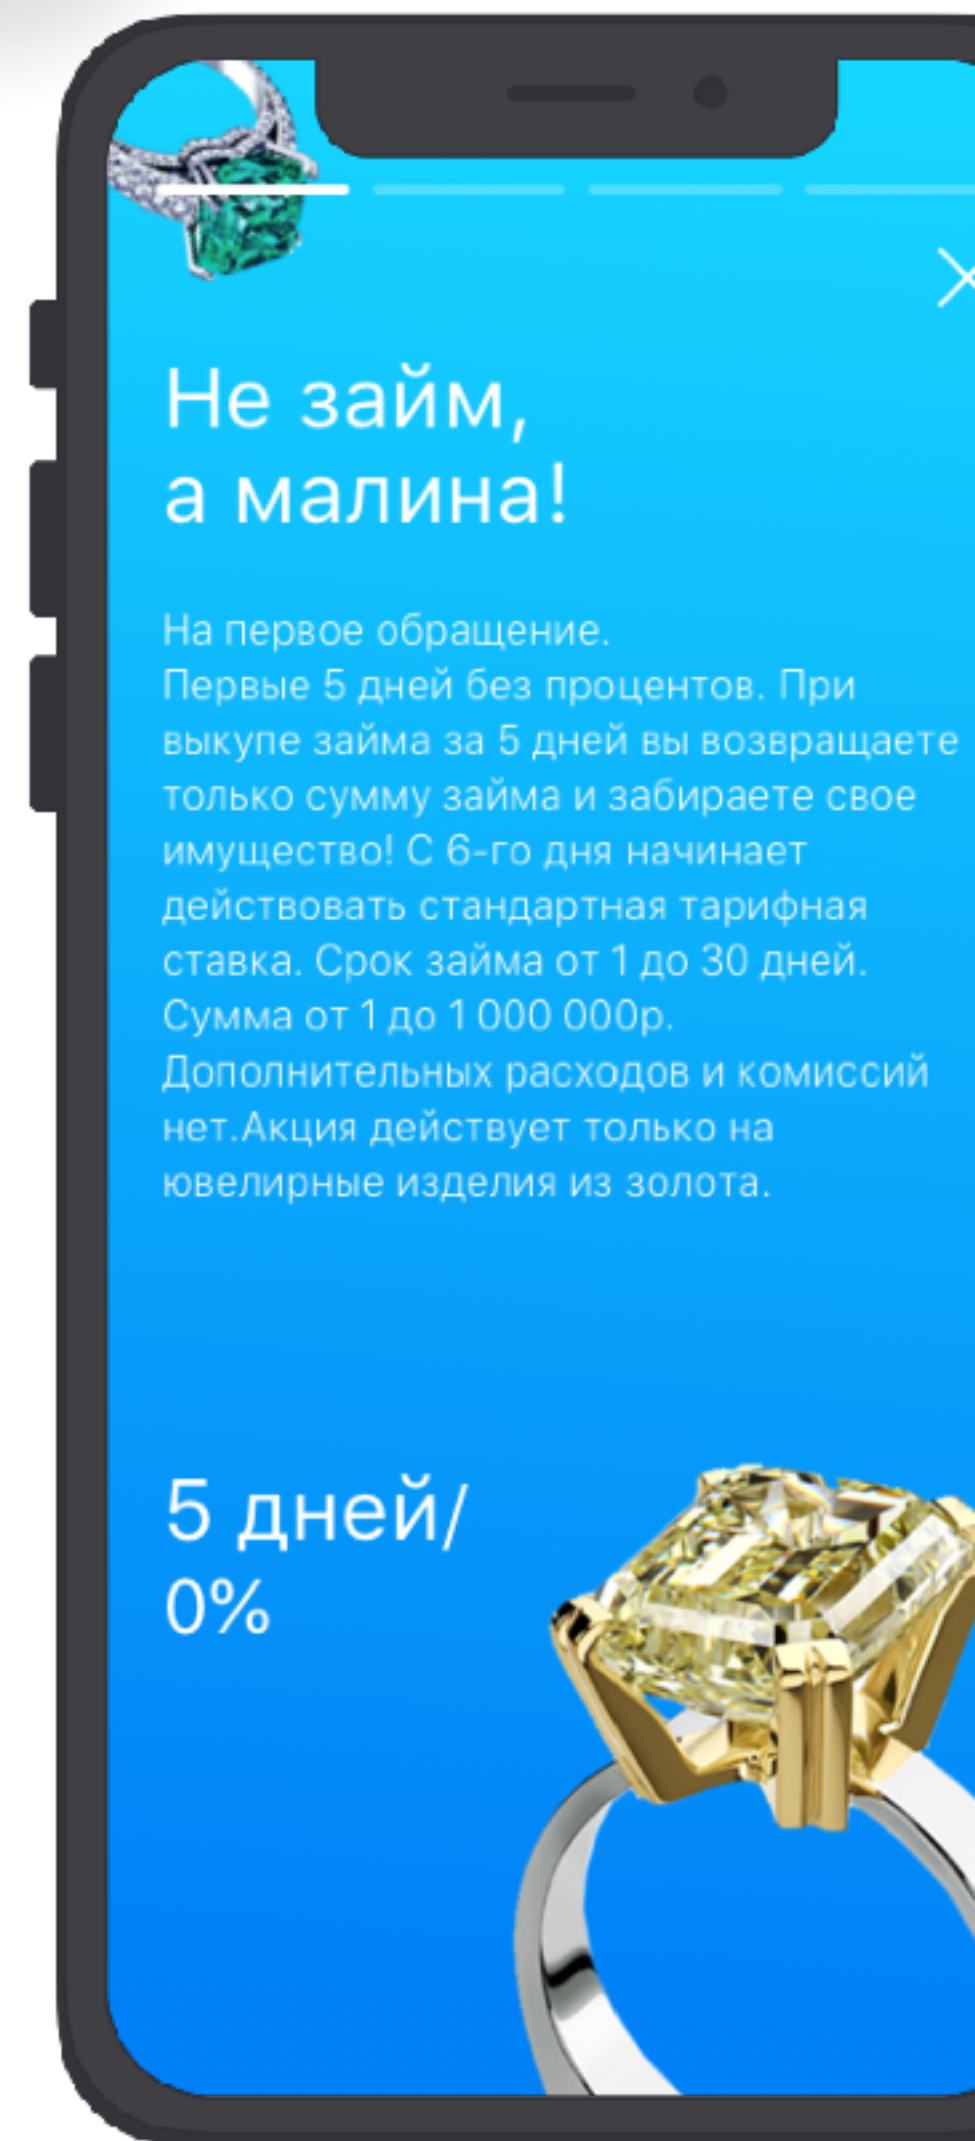 Не займ,
а малина!
На первое обращение.
Первые 5 дней без процентов. При
выкупе займа за 5 дней вы возвращаете
только сумму займа и забираете свое
имущество! С 6-го дня начинает
действовать стандартная тарифная
ставка. Срок займа от 1 до 30 дней.
Сумма от 1 до 1 000 000р.
Дополнительных расходов и комиссий
нет.Акция действует только на
ювелирные изделия из золота.
5 дней/
0%